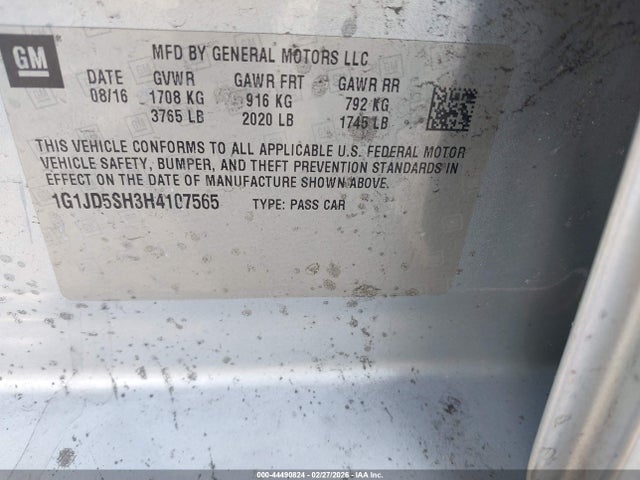 GM
MFD BY GENERAL MOTORS LLC
DATE GVWR GAWR FRT GAWR RR
08/16 1708 KG 916 KG 792 KG
3765 LB 2020 LB 1745 LB
THIS VEHICLE CONFORMS TO ALL APPLICABLE U.S. FEDERAL MOTOR
VEHICLE SAFETY, BUMPER, AND THEFT PREVENTION STANDARDS IN
EFFECT ON THE DATE OF MANUFACTURE SHOWN ABOVE.
1G1JD5SH3H4107565 TYPE: PASS CAR
000-44490824 - 02/27/2026 - IAAI.COM